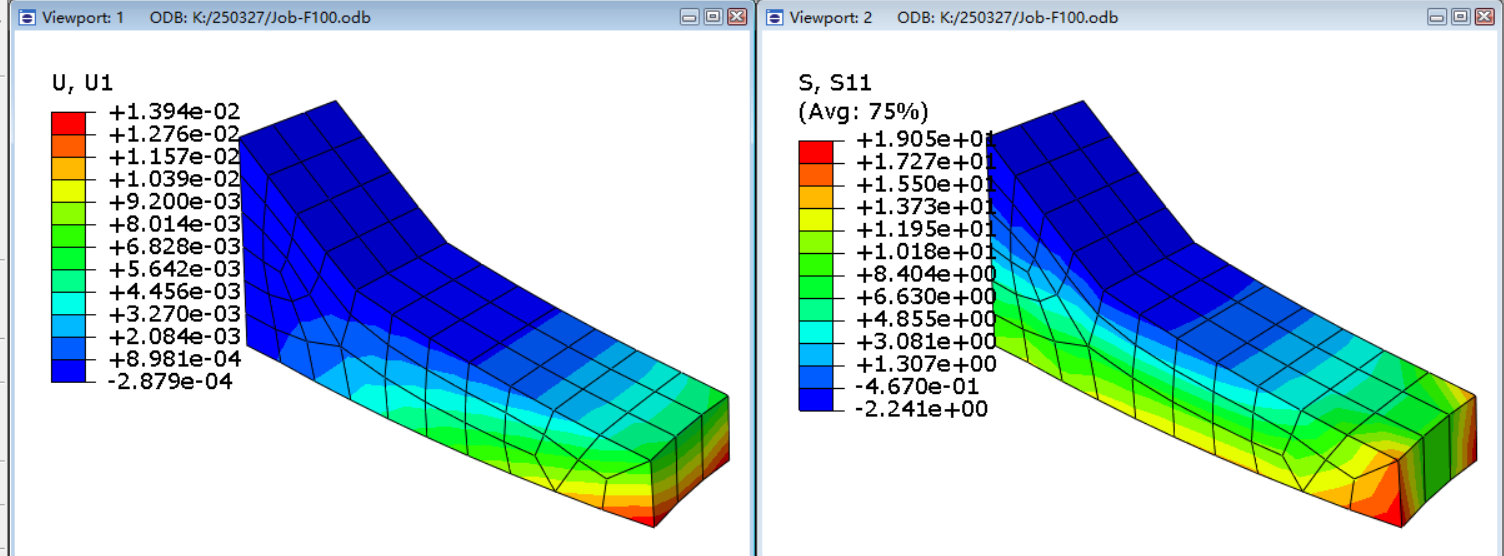 Viewport: 1 ODB: K:/250327/Job-F100.odb
U, U1
+1.394e-02
+1.276e-02
+1.157e-02
+1.039e-02
+9.200e-03
+8.014e-03
+6.828e-03
+5.642e-03
+4.456e-03
+3.270e-03
+2.084e-03
+8.981e-04
-2.879e-04
Viewport: 2 ODB: K:/250327/Job-F100.odb
S, S11
(Avg: 75%)
+1.905e+01
+1.727e+01
+1.550e+01
+1.373e+01
+1.195e+01
+1.018e+01
+8.404e+00
+6.630e+00
+4.855e+00
+3.081e+00
+1.307e+00
-4.670e-01
-2.241e+00